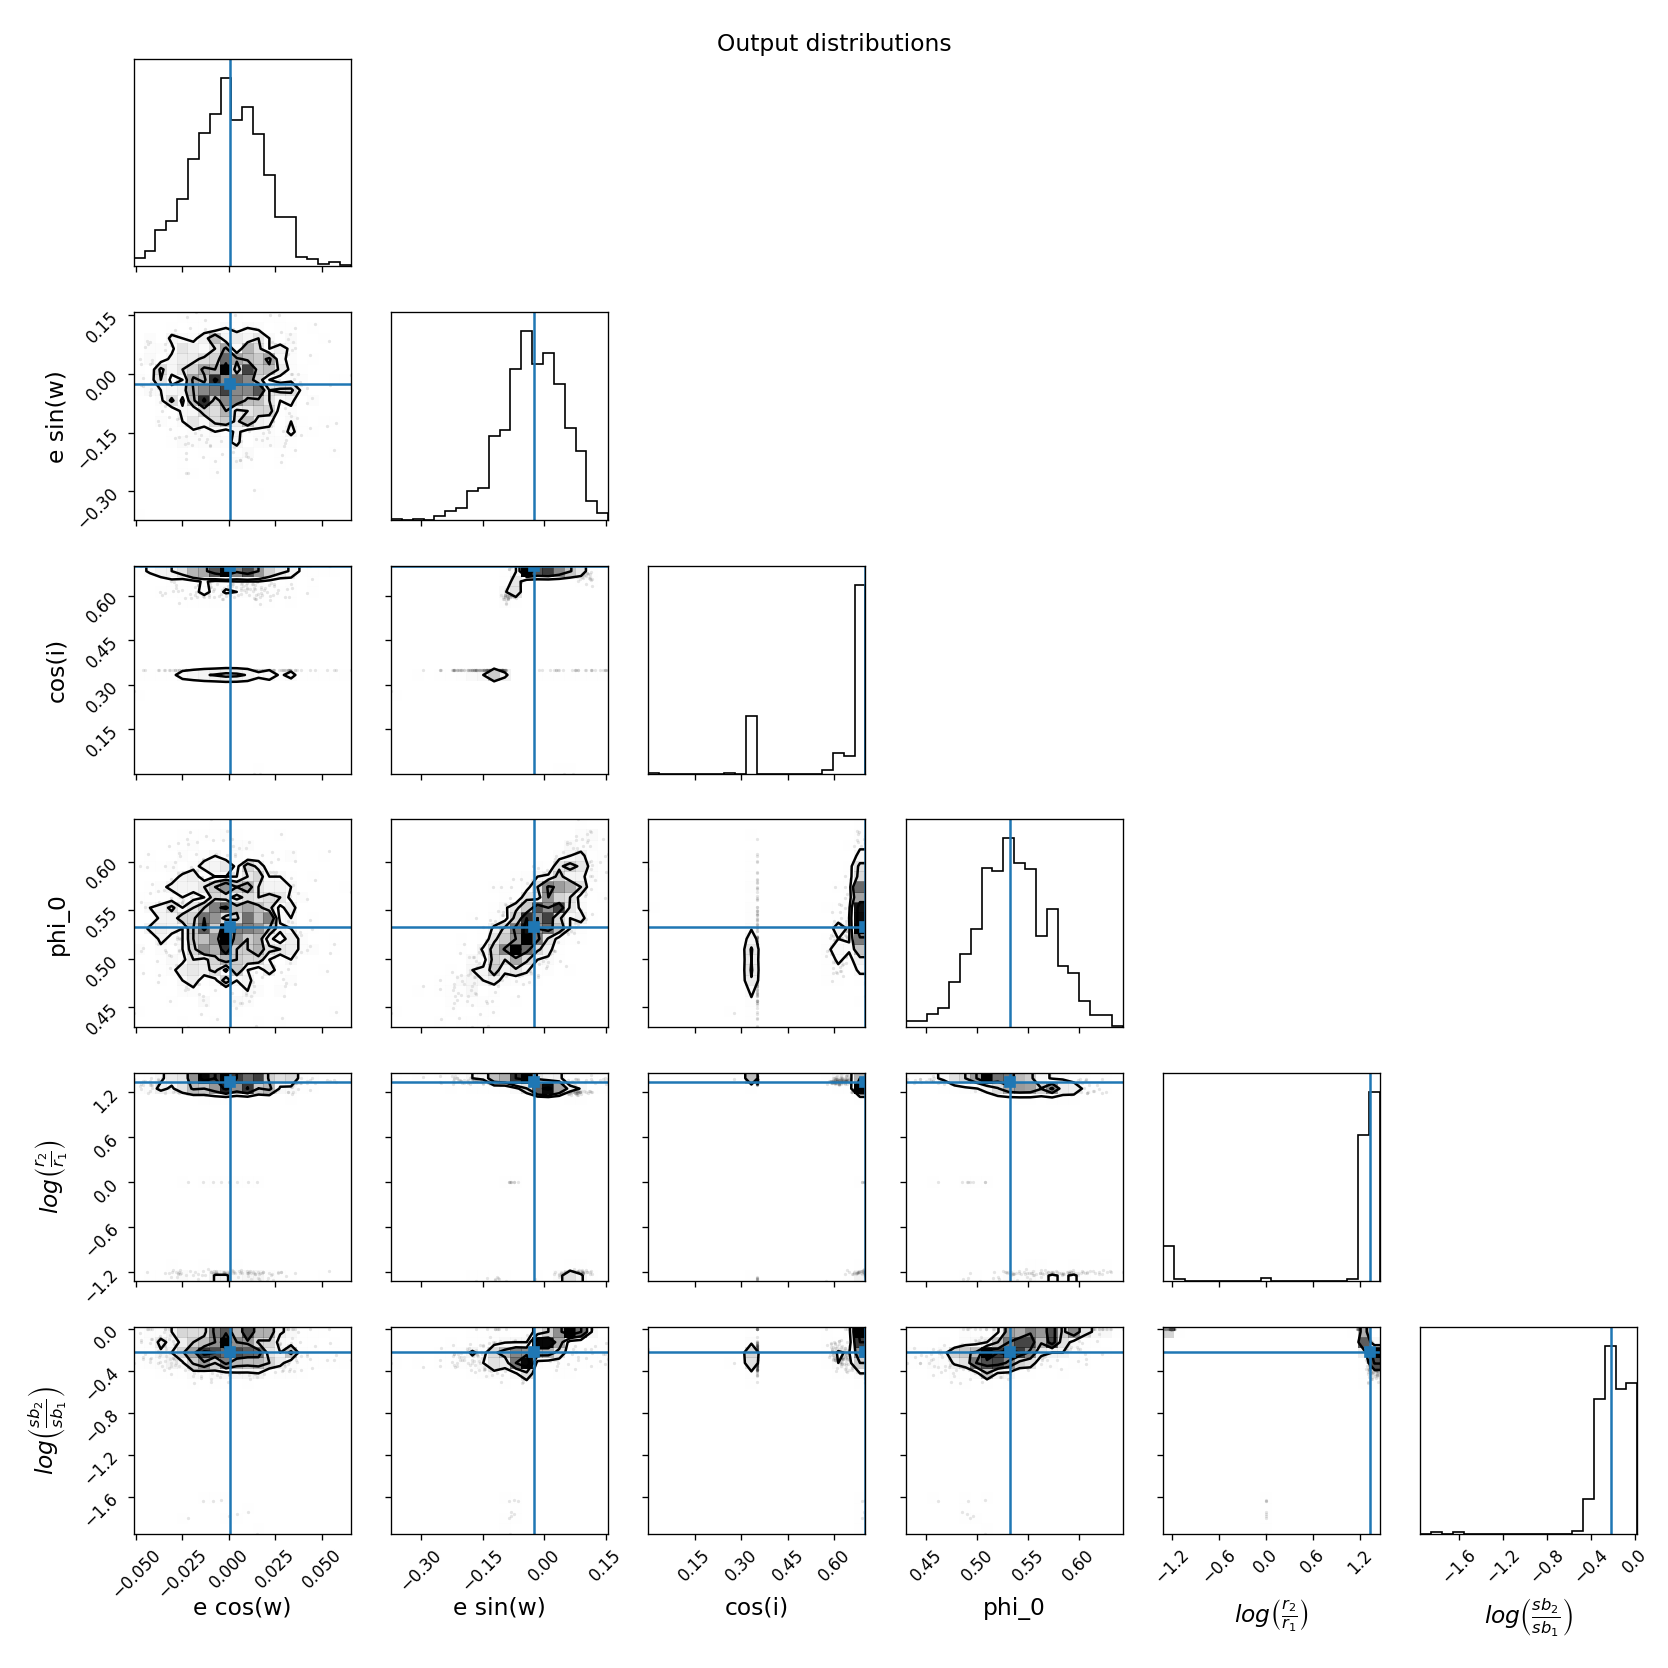 Output distributions
0.15
0.00
−0.15
−0.30
e sin(w)
0.60
0.45
0.30
0.15
cos(i)
0.60
0.55
0.50
0.45
phi_0
1.2
0.6
0.0
−0.6
−1.2
log(r₂/r₁)
0.0
−0.4
−0.8
−1.2
−1.6
log(sb₂/sb₁)
−0.050 −0.025 0.000 0.025 0.050
−0.30 −0.15 0.00 0.15
0.15 0.30 0.45 0.60
0.45 0.50 0.55 0.60
−1.2 −0.6 0.0 0.6 1.2
−1.6 −1.2 −0.8 −0.4 0.0
e cos(w)
e sin(w)
cos(i)
phi_0
log(r₂/r₁)
log(sb₂/sb₁)